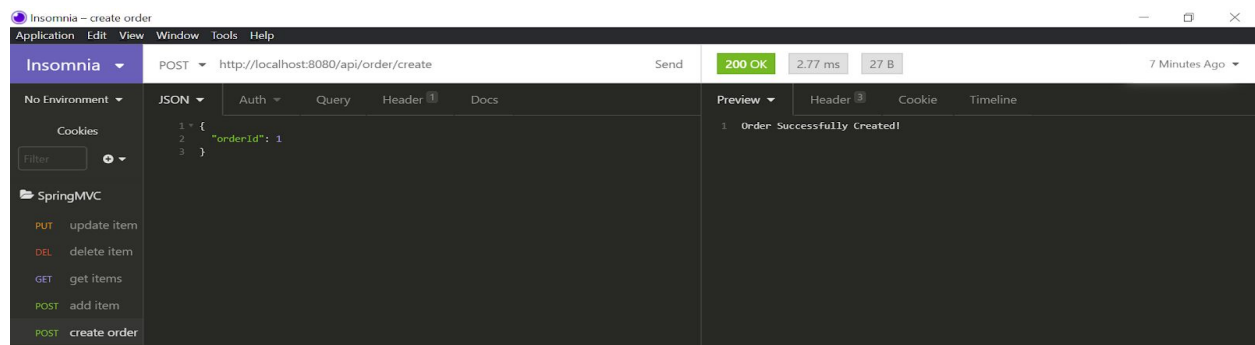 Insomnia – create order
Application Edit View Window Tools Help
Insomnia
POST http://localhost:8080/api/order/create Send
200 OK 2.77 ms 27 B 7 Minutes Ago
No Environment
JSON Auth Query Header 1 Docs
Preview Header 3 Cookie Timeline
Cookies
Filter
1 {
2 "orderId": 1
3 }
1 Order Successfully Created!
SpringMVC
PUT update item
DEL delete item
GET get items
POST add item
POST create order